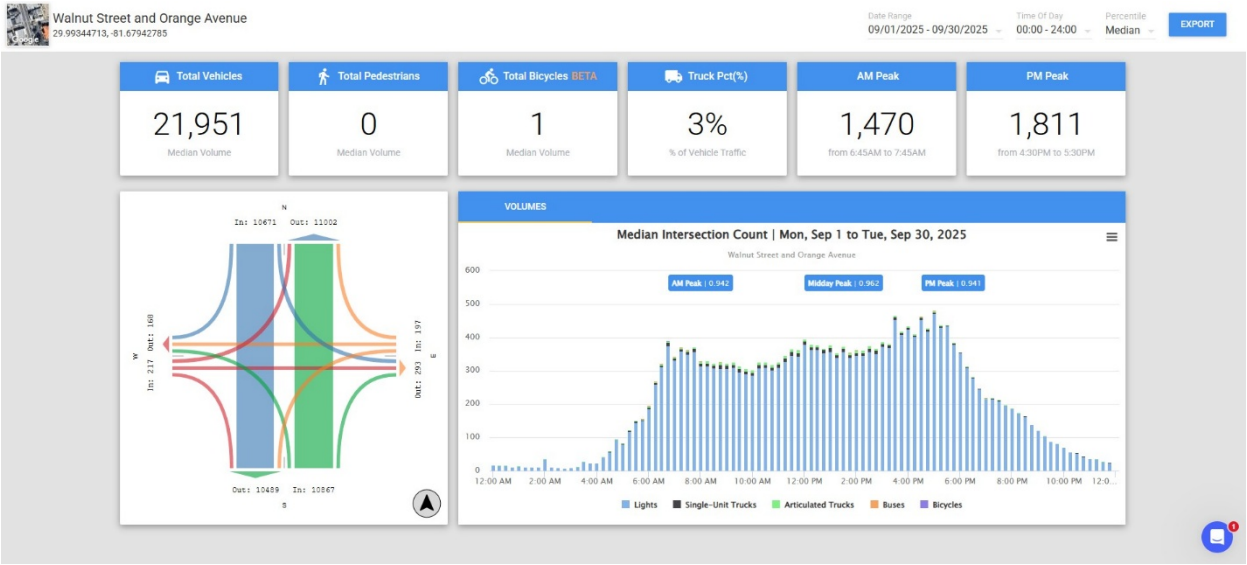 Walnut Street and Orange Avenue
29.99344713, -81.67942785
Google
Date Range
09/01/2025 - 09/30/2025
Time Of Day
00:00 - 24:00
Percentile
Median
EXPORT
Total Vehicles
21,951
Median Volume
Total Pedestrians
0
Median Volume
Total Bicycles BETA
1
Median Volume
Truck Pct(%)
3%
% of Vehicle Traffic
AM Peak
1,470
from 6:45AM to 7:45AM
PM Peak
1,811
from 4:30PM to 5:30PM
N
In: 10671 Out: 11002
W
In: 217 Out: 160
Out: 293 In: 197
E
Out: 10489 In: 10867
S
VOLUMES
Median Intersection Count | Mon, Sep 1 to Tue, Sep 30, 2025
Walnut Street and Orange Avenue
AM Peak | 0.942
Midday Peak | 0.962
PM Peak | 0.941
600
500
400
300
200
100
0
12:00 AM 2:00 AM 4:00 AM 6:00 AM 8:00 AM 10:00 AM 12:00 PM 2:00 PM 4:00 PM 6:00 PM 8:00 PM 10:00 PM 12:0...
Lights Single-Unit Trucks Articulated Trucks Buses Bicycles
1